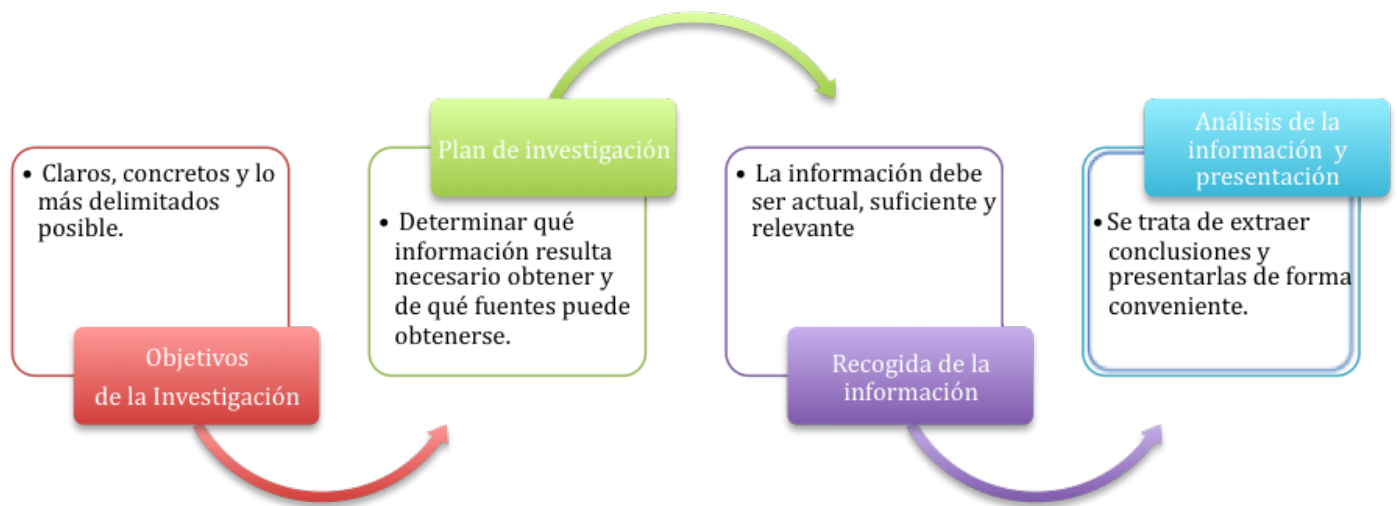 • Claros, concretos y lo
más delimitados
posible.
Objetivos
de la Investigación
Plan de investigación
• Determinar qué
información resulta
necesario obtener y
de qué fuentes puede
obtenerse.
• La información debe
ser actual, suficiente y
relevante
Recogida de la
información
Análisis de la
información y
presentación
• Se trata de extraer
conclusiones y
presentarlas de forma
conveniente.